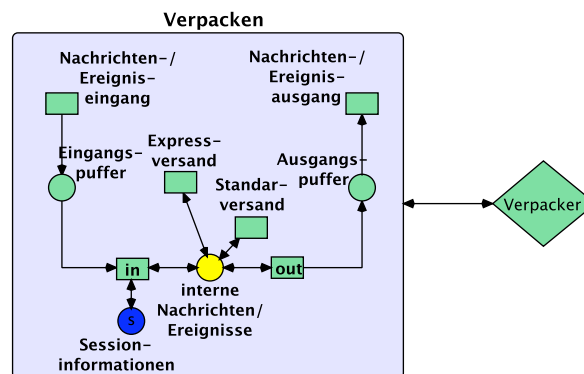 Verpacken
Nachrichten-/
Ereignis-
eingang
Nachrichten-/
Ereignis-
ausgang
Express-
versand
Eingangs-
puffer
Ausgangs-
puffer
Standar-
versand
Verpacker
in
out
interne
Nachrichten/
Ereignisse
S
Session-
informationen